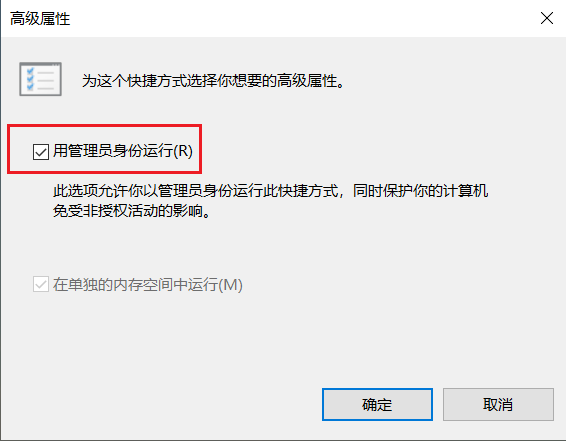 高级属性
为这个快捷方式选择你想要的高级属性。
用管理员身份运行(R)
此选项允许你以管理员身份运行此快捷方式，同时保护你的计算机
免受非授权活动的影响。
在单独的内存空间中运行(M)
确定
取消